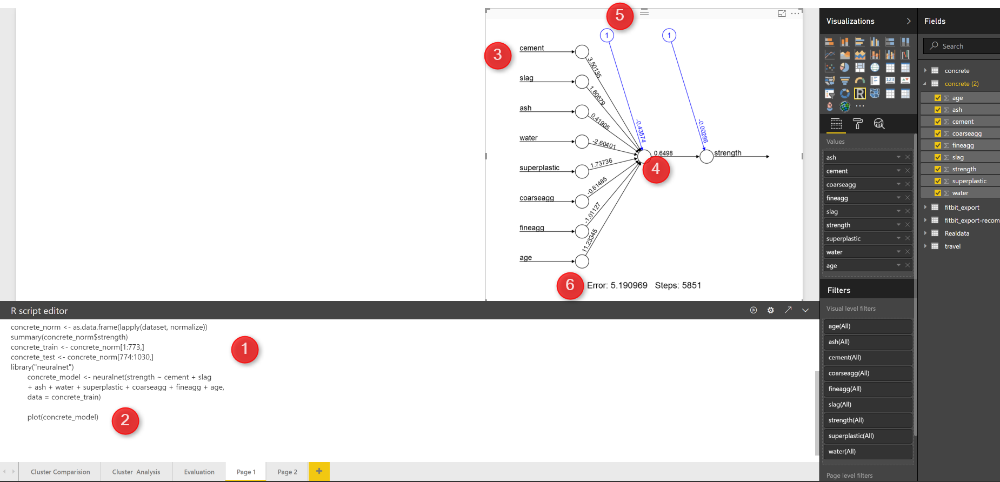 5
3
cement
slag
ash
water
superplastic
coarseagg
fineagg
age
1
1
3.50135
1.60679
0.41905
-2.60401
1.73736
-0.61485
-1.01127
11.23345
-0.43574
-0.00286
0.6498
strength
4
6
Error: 5.190969 Steps: 5851
R script editor
concrete_norm <- as.data.frame(lapply(dataset, normalize))
summary(concrete_norm$strength)
concrete_train <- concrete_norm[1:773,]
concrete_test <- concrete_norm[774:1030,]
library("neuralnet")
concrete_model <- neuralnet(strength ~ cement + slag
+ ash + water + superplastic + coarseagg + fineagg + age,
data = concrete_train)
plot(concrete_model)
1
2
Cluster Comparision
Cluster Analysis
Evaluation
Page 1
Page 2
+
Visualizations
R
123
Values
ash
cement
coarseagg
fineagg
slag
strength
superplastic
water
age
Filters
Visual level filters
age(All)
ash(All)
cement(All)
coarseagg(All)
fineagg(All)
slag(All)
strength(All)
superplastic(All)
water(All)
Page level filters
Fields
Search
concrete
concrete (2)
Σ age
Σ ash
Σ cement
Σ coarseagg
Σ fineagg
Σ slag
Σ strength
Σ superplastic
Σ water
fitbit_export
fitbit_export-recom
Realdata
travel